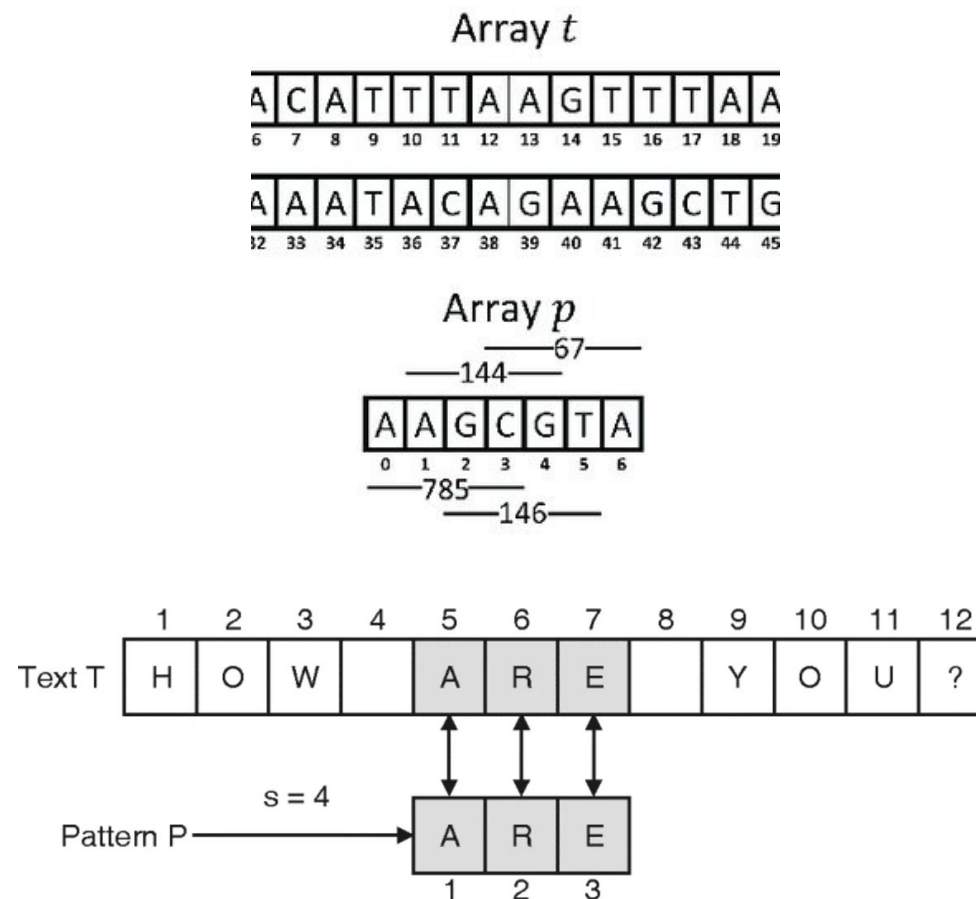 Array t
A C A T T T A A G T T T A A
6 7 8 9 10 11 12 13 14 15 16 17 18 19
A A A T A C A G A A G C T G
32 33 34 35 36 37 38 39 40 41 42 43 44 45
Array p
67
144
A A G C G T A
0 1 2 3 4 5 6
785
146
1 2 3 4 5 6 7 8 9 10 11 12
Text T H O W A R E Y O U ?
s = 4
Pattern P A R E
1 2 3